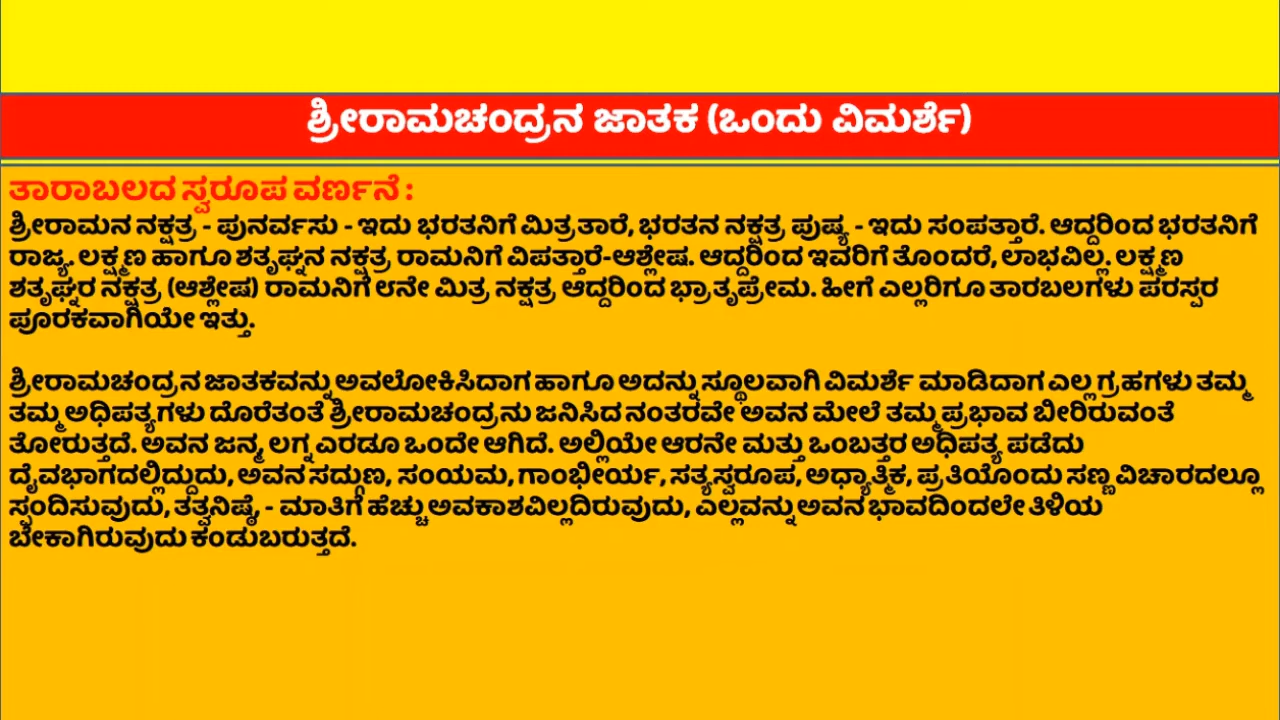 ಶ್ರೀರಾಮಚಂದ್ರನ ಜಾತಕ (ಒಂದು ವಿಮರ್ಶೆ)
ತಾರಾಬಲದ ಸ್ವರೂಪ ವರ್ಣನೆ :
ಶ್ರೀರಾಮನ ನಕ್ಷತ್ರ - ಪುನರ್ವಸು - ಇದು ಭರತನಿಗೆ ಮಿತ್ರ ತಾರೆ, ಭರತನ ನಕ್ಷತ್ರ ಪುಷ್ಯ - ಇದು ಸಂಪತ್ತಾರೆ. ಆದ್ದರಿಂದ ಭರತನಿಗೆ
ರಾಜ್ಯ. ಲಕ್ಷ್ಮಣ ಹಾಗೂ ಶತೃಘ್ನನ ನಕ್ಷತ್ರ ರಾಮನಿಗೆ ವಿಪತ್ತಾರೆ-ಆಶ್ಲೇಷ. ಆದ್ದರಿಂದ ಇವರಿಗೆ ತೊಂದರೆ, ಲಾಭವಿಲ್ಲ. ಲಕ್ಷ್ಮಣ
ಶತೃಘ್ನರ ನಕ್ಷತ್ರ (ಆಶ್ಲೇಷ) ರಾಮನಿಗೆ ೮ನೇ ಮಿತ್ರ ನಕ್ಷತ್ರ ಆದ್ದರಿಂದ ಭ್ರಾತೃಪ್ರೇಮ. ಹೀಗೆ ಎಲ್ಲರಿಗೂ ತಾರಬಲಗಳು ಪರಸ್ಪರ
ಪೂರಕವಾಗಿಯೇ ಇತ್ತು.
ಶ್ರೀರಾಮಚಂದ್ರನ ಜಾತಕವನ್ನು ಅವಲೋಕಿಸಿದಾಗ ಹಾಗೂ ಅದನ್ನು ಸ್ಥೂಲವಾಗಿ ವಿಮರ್ಶೆ ಮಾಡಿದಾಗ ಎಲ್ಲ ಗ್ರಹಗಳು ತಮ್ಮ
ತಮ್ಮ ಅಧಿಪತ್ಯಗಳು ದೊರೆತಂತೆ ಶ್ರೀರಾಮಚಂದ್ರನು ಜನಿಸಿದ ನಂತರವೇ ಅವನ ಮೇಲೆ ತಮ್ಮ ಪ್ರಭಾವ ಬೀರಿರುವಂತೆ
ತೋರುತ್ತದೆ. ಅವನ ಜನ್ಮ ಲಗ್ನ ಎರಡೂ ಒಂದೇ ಆಗಿದೆ. ಅಲ್ಲಿಯೇ ಆರನೇ ಮತ್ತು ಒಂಬತ್ತರ ಅಧಿಪತ್ಯ ಪಡೆದು
ದೈವಭಾಗದಲ್ಲಿದ್ದುದು, ಅವನ ಸದ್ಗುಣ, ಸಂಯಮ, ಗಾಂಭೀರ್ಯ, ಸತ್ಯಸ್ವರೂಪ, ಅಧ್ಯಾತ್ಮಿಕ, ಪ್ರತಿಯೊಂದು ಸಣ್ಣ ವಿಚಾರದಲ್ಲೂ
ಸ್ಪಂದಿಸುವುದು, ತತ್ವನಿಷ್ಠೆ, - ಮಾತಿಗೆ ಹೆಚ್ಚು ಅವಕಾಶವಿಲ್ಲದಿರುವುದು, ಎಲ್ಲವನ್ನು ಅವನ ಭಾವದಿಂದಲೇ ತಿಳಿಯ
ಬೇಕಾಗಿರುವುದು ಕಂಡುಬರುತ್ತದೆ.